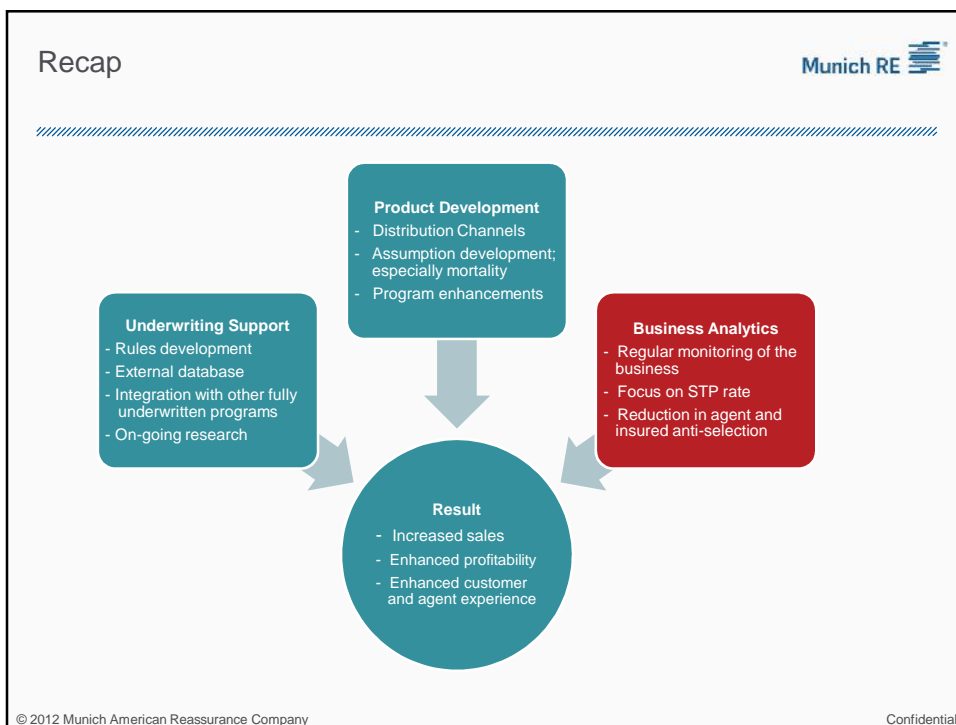 Recap
Munich RE
Product Development
- Distribution Channels
- Assumption development;
especially mortality
- Program enhancements
Underwriting Support
- Rules development
- External database
- Integration with other fully
underwritten programs
- On-going research
Business Analytics
- Regular monitoring of the
business
- Focus on STP rate
- Reduction in agent and
insured anti-selection
Result
- Increased sales
- Enhanced profitability
- Enhanced customer
and agent experience
© 2012 Munich American Reassurance Company
Confidential